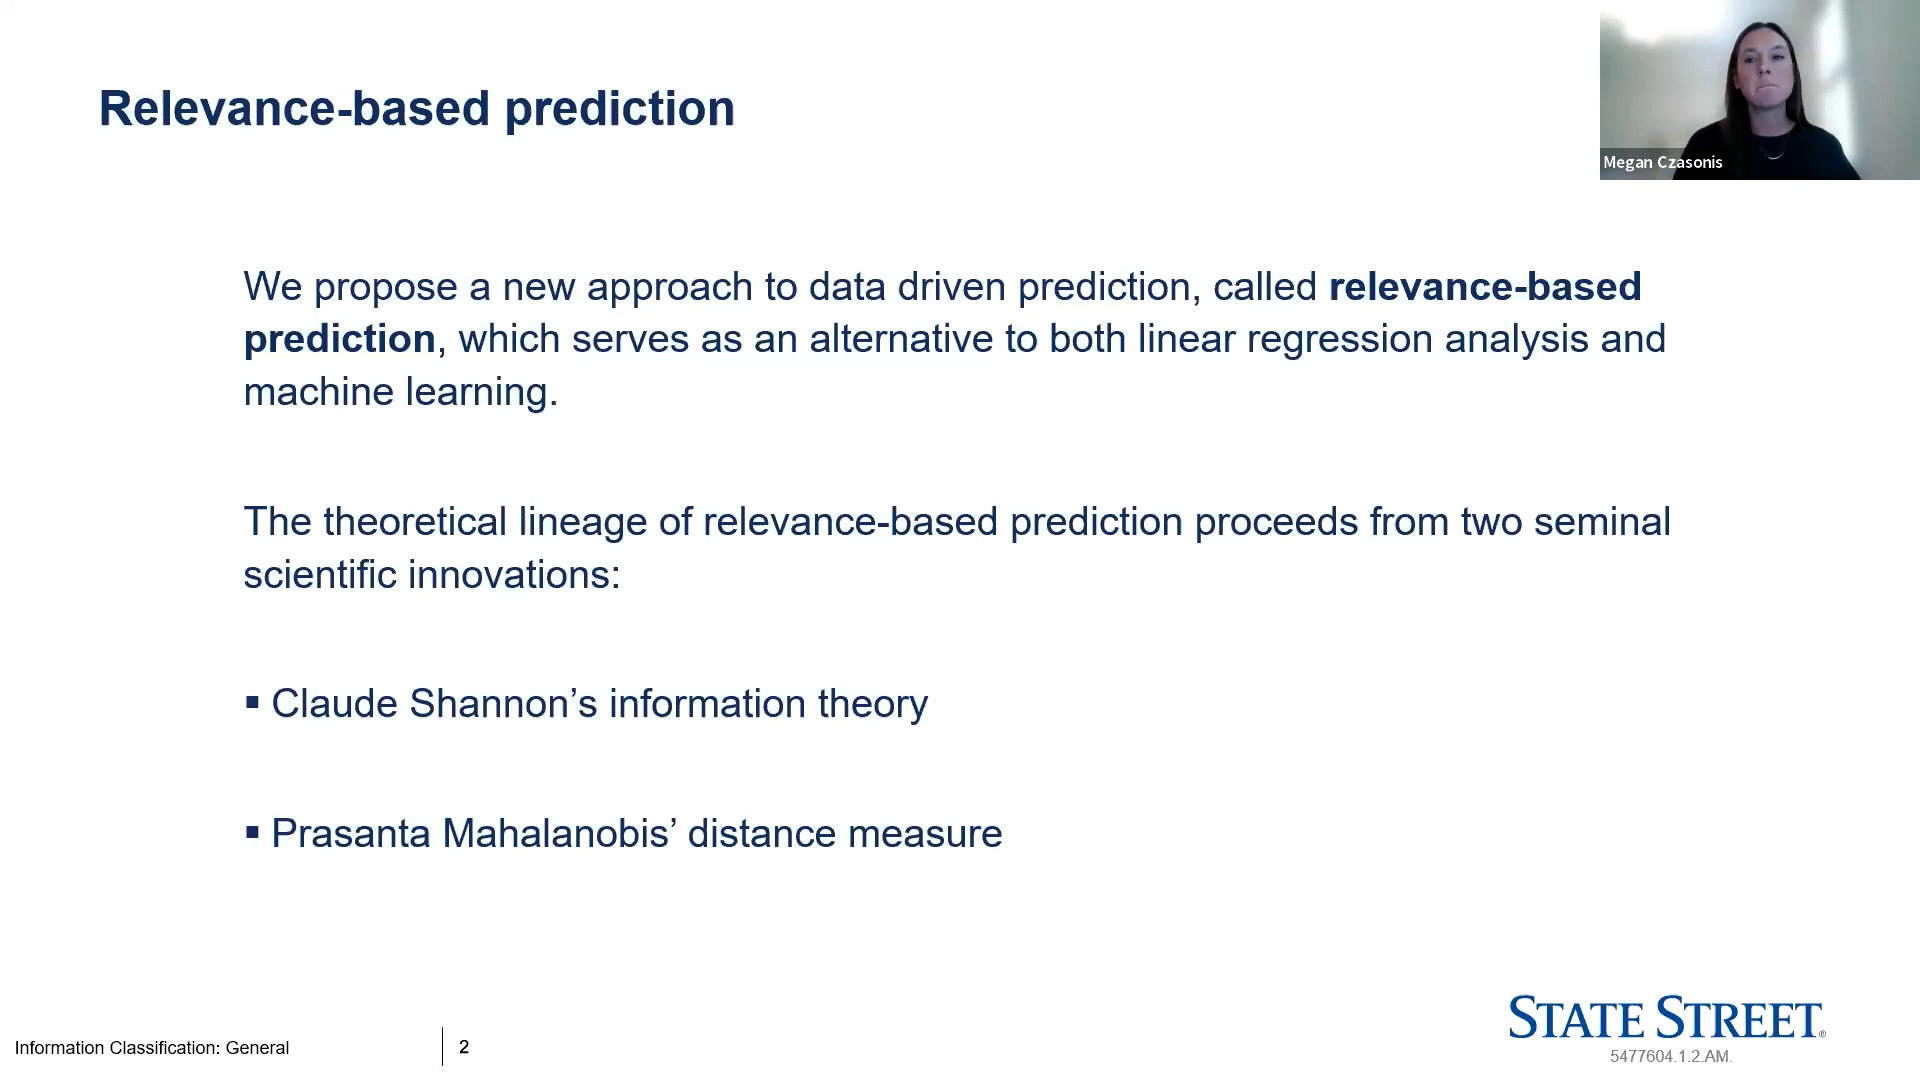 Relevance-based prediction
Megan Czasonis
We propose a new approach to data driven prediction, called relevance-based
prediction, which serves as an alternative to both linear regression analysis and
machine learning.
The theoretical lineage of relevance-based prediction proceeds from two seminal
scientific innovations:
▪ Claude Shannon’s information theory
▪ Prasanta Mahalanobis’ distance measure
Information Classification: General
2
STATE STREET®
5477604.1.2.AM.